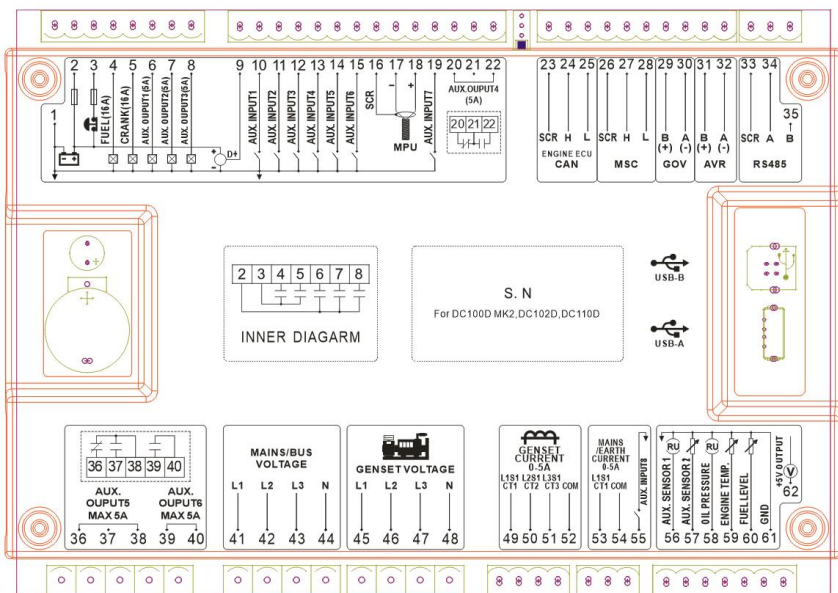 2 3 4 5 6 7 8 9 10 11 12 13 14 15 16 17 18 19 20 21 22
1
FUEL(16A)
CRANK(16A)
AUX. OUPUT1(5A)
AUX. OUPUT2(5A)
AUX. OUPUT3(5A)
+
-
D+
AUX. INPUT1
AUX. INPUT2
AUX. INPUT3
AUX. INPUT4
AUX. INPUT5
AUX. INPUT6
SCR
- +
MPU
AUX. INPUT7
AUX.OUPUT4
(5A)
20 21 22
23 24 25 26 27 28 29 30 31 32 33 34
35
SCR H L SCR H L B A B A SCR A B
(+) (-) (+) (-)
ENGINE ECU
CAN
MSC
GOV
AVR
RS485
2 3 4 5 6 7 8
INNER DIAGARM
S. N
For DC100D MK2,DC102D,DC110D
USB-B
USB-A
36 37 38 39 40
AUX.
OUPUT5
MAX 5A
AUX.
OUPUT6
MAX 5A
36 37 38 39 40
MAINS/BUS
VOLTAGE
L1 L2 L3 N
41 42 43 44
GENSET VOLTAGE
L1 L2 L3 N
45 46 47 48
GENSET
CURRENT
0-5A
L1S1 L2S1 L3S1
CT1 CT2 CT3 COM
49 50 51 52
MAINS
/EARTH
CURRENT
0-5A
L1S1
CT1 COM
AUX. INPUT8
53 54 55
RU RU
AUX. SENSOR 1
AUX. SENSOR 2
OIL PRESSURE
ENGINE TEMP.
FUEL LEVEL
GND
56 57 58 59 60 61
+5V OUTPUT
V
62